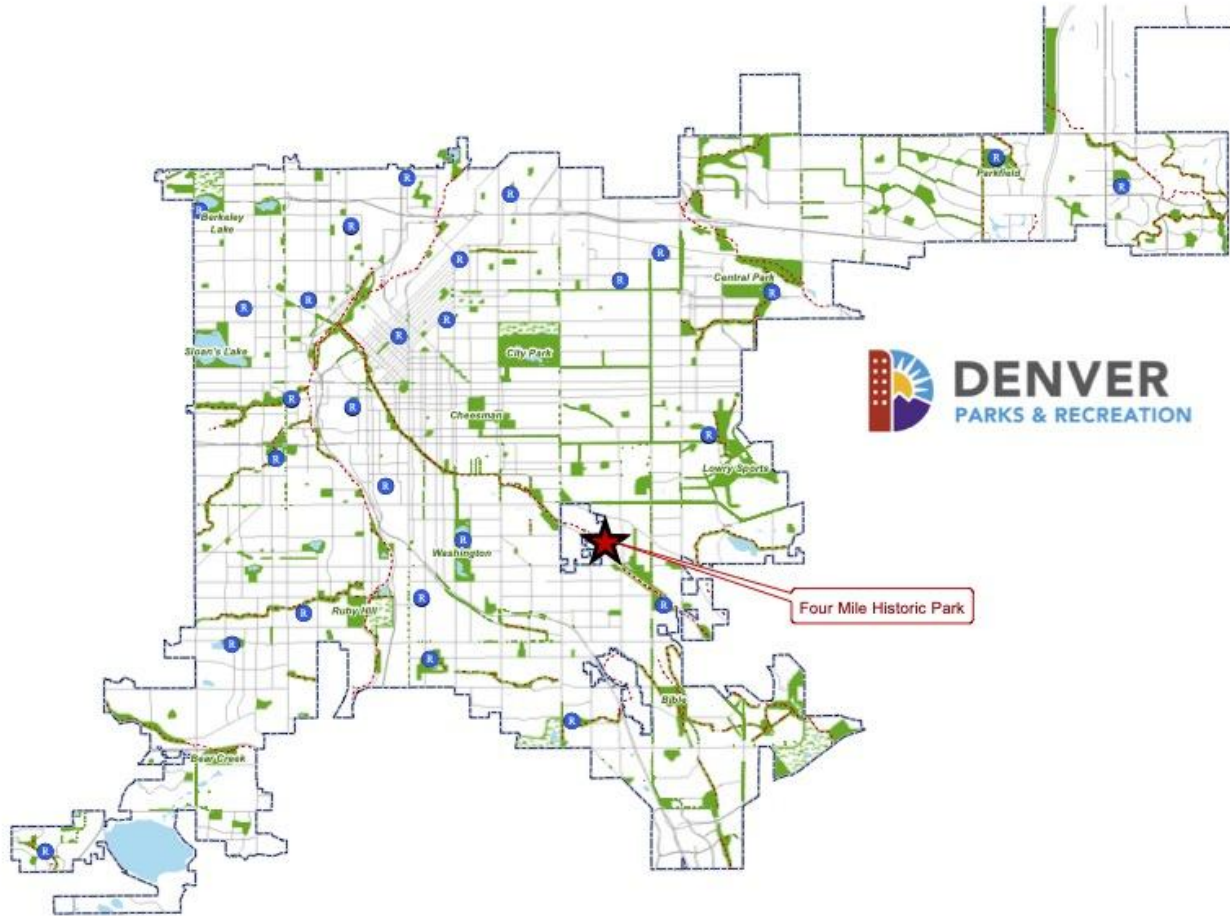 R
R
R
Parkfield
R
R
Berkeley
Lake
R
R
R
R
Central Park
R
R
R
R
R
Sloan's Lake
City Park
DENVER
PARKS & RECREATION
R
R
Cheesman
R
R
Lowry Sports
R
R
Washington
Four Mile Historic Park
R
R
Ruby Hill
R
R
R
Bible
R
Bear Creek
R